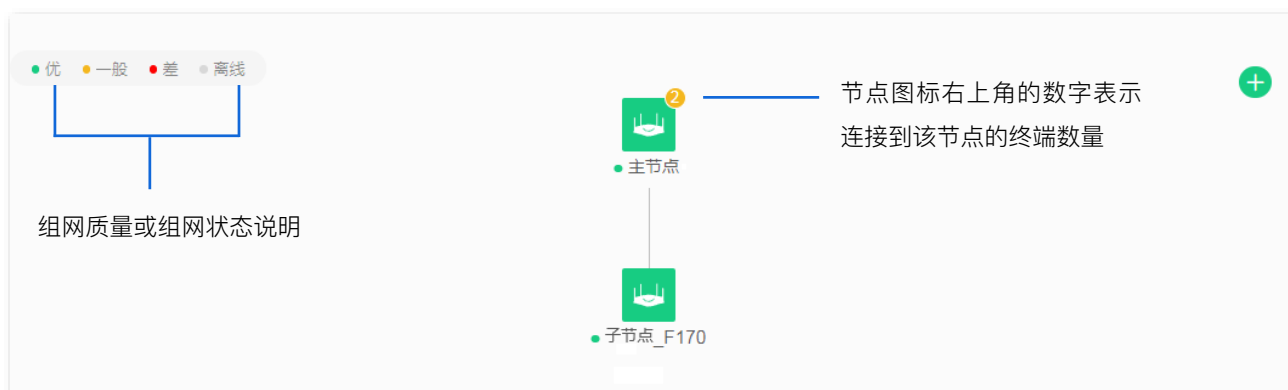 优 一般 差 离线
2
节点图标右上角的数字表示
连接到该节点的终端数量
主节点
组网质量或组网状态说明
子节点_F170